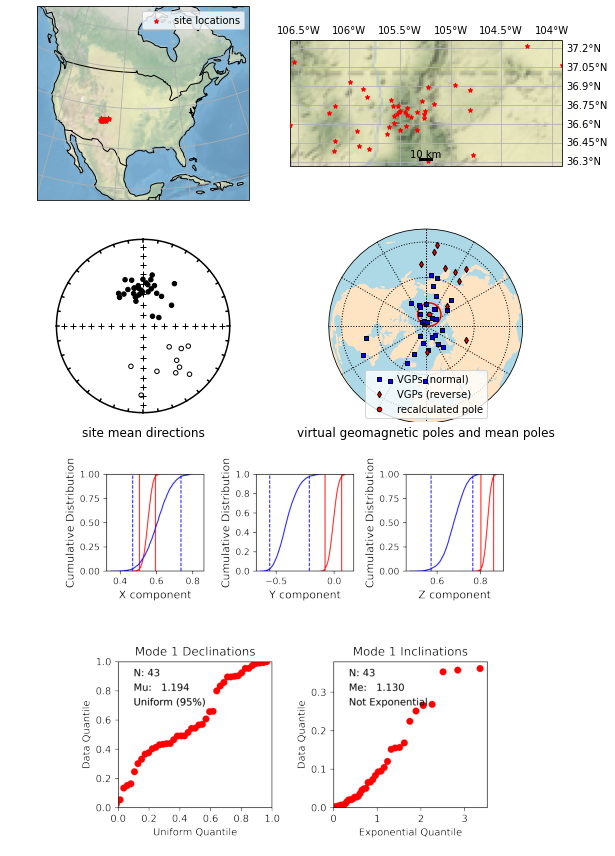 site locations
106.5°W 106°W 105.5°W 105°W 104.5°W 104°W
37.2°N
37.05°N
36.9°N
36.75°N
36.6°N
36.45°N
36.3°N
10 km
site mean directions
VGPs (normal)
VGPs (reverse)
recalculated pole
virtual geomagnetic poles and mean poles
Cumulative Distribution
1.00
0.75
0.50
0.25
0.00
0.4 0.6 0.8
X component
Cumulative Distribution
1.0
0.8
0.6
0.4
0.2
0.0
−0.5 0.0
Y component
Cumulative Distribution
1.00
0.75
0.50
0.25
0.00
0.6 0.8
Z component
Mode 1 Declinations
N: 43
Mu: 1.194
Uniform (95%)
Data Quantile
1.0
0.8
0.6
0.4
0.2
0.0
0.0 0.2 0.4 0.6 0.8 1.0
Uniform Quantile
Mode 1 Inclinations
N: 43
Me: 1.130
Not Exponential
Data Quantile
0.3
0.2
0.1
0.0
0 1 2 3
Exponential Quantile